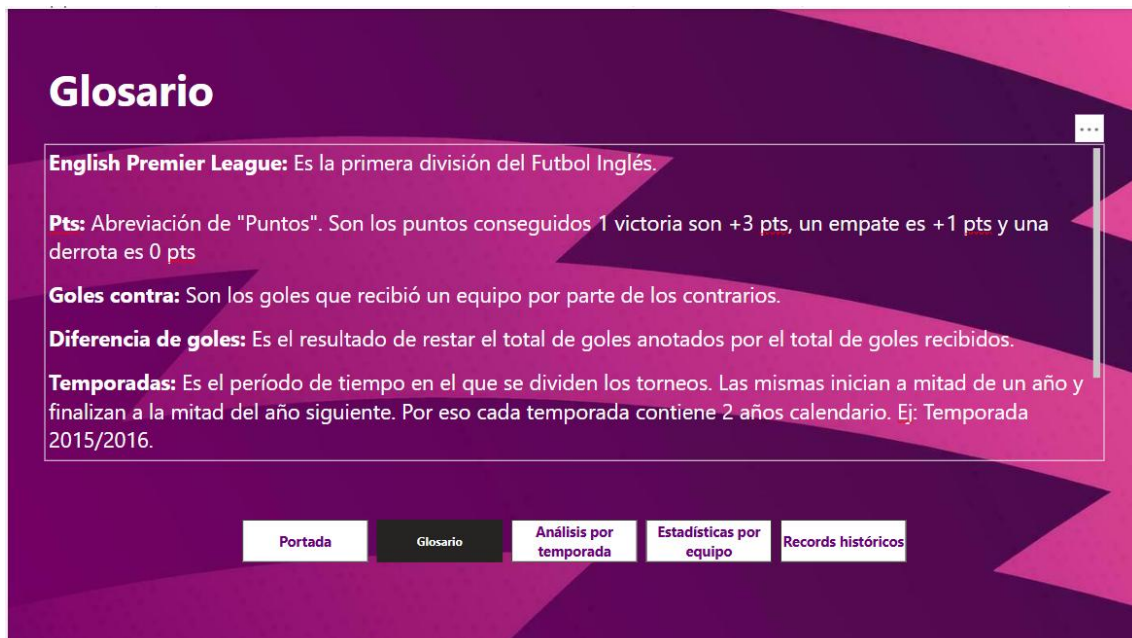 Glosario
English Premier League: Es la primera división del Futbol Inglés.
Pts: Abreviación de "Puntos". Son los puntos conseguidos 1 victoria son +3 pts, un empate es +1 pts y una
derrota es 0 pts
Goles contra: Son los goles que recibió un equipo por parte de los contrarios.
Diferencia de goles: Es el resultado de restar el total de goles anotados por el total de goles recibidos.
Temporadas: Es el período de tiempo en el que se dividen los torneos. Las mismas inician a mitad de un año y
finalizan a la mitad del año siguiente. Por eso cada temporada contiene 2 años calendario. Ej: Temporada
2015/2016.
Portada
Glosario
Análisis por
temporada
Estadísticas por
equipo
Records históricos